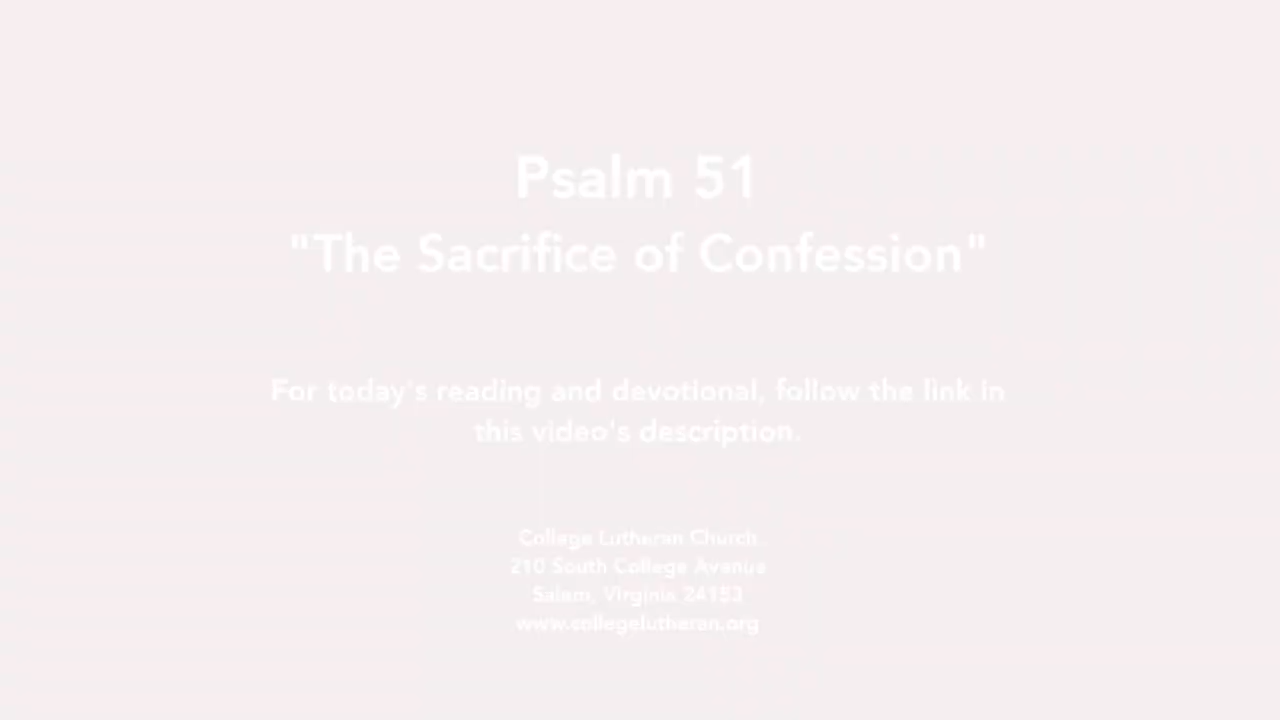 Psalm 51
"The Sacrifice of Confession"
For today's reading and devotional, follow the link in
this video's description.
College Lutheran Church
210 South College Avenue
Salem, Virginia 24153
www.collegelutheran.org